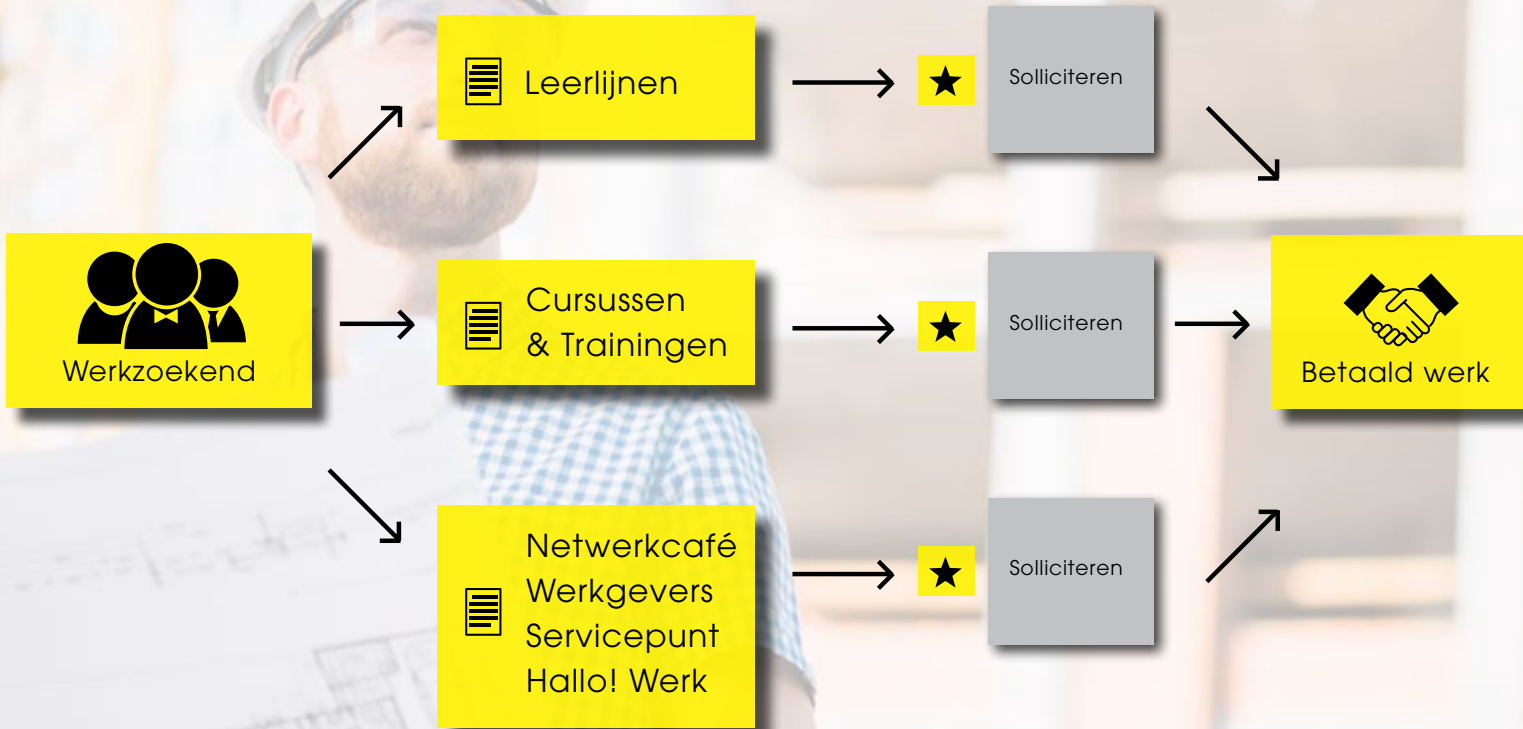 Leerlijnen
Solliciteren
Werkzoekend
Cursussen
& Trainingen
Solliciteren
Betaald werk
Netwerkcafé
Werkgevers
Servicepunt
Hallo! Werk
Solliciteren